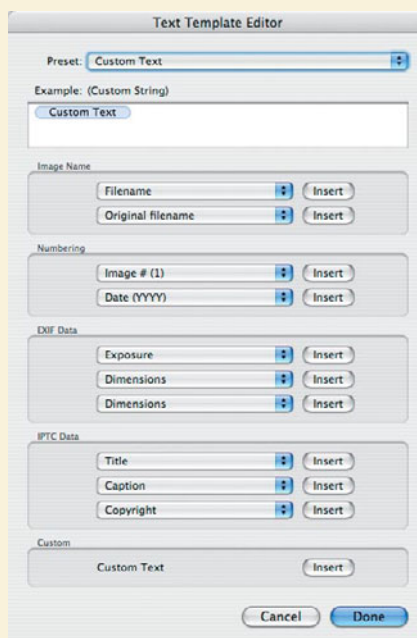 Text Template Editor
Preset: Custom Text
Example: (Custom String)
Custom Text
Image Name
Filename Insert
Original filename Insert
Numbering
Image # (1) Insert
Date (YYYY) Insert
EXIF Data
Exposure Insert
Dimensions Insert
Dimensions Insert
IPTC Data
Title Insert
Caption Insert
Copyright Insert
Custom
Custom Text Insert
Cancel Done